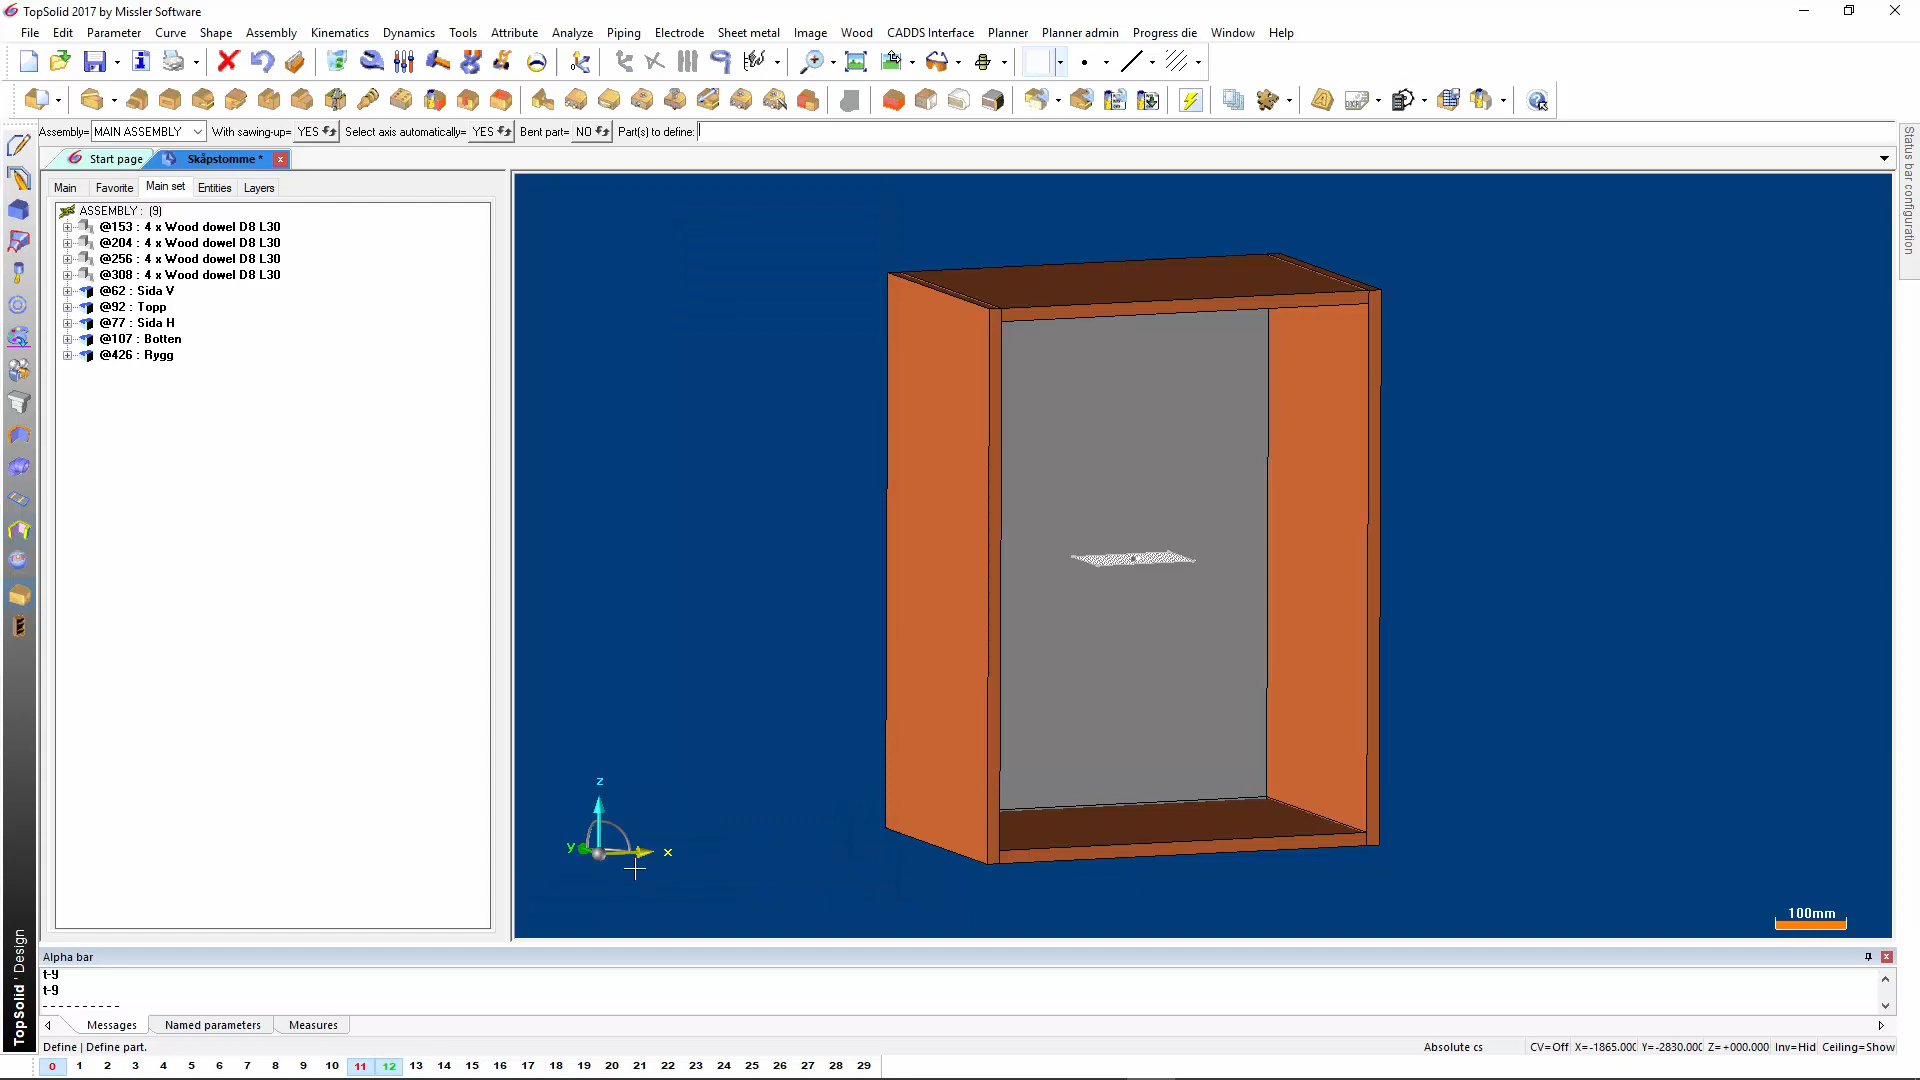 TopSolid 2017 by Missler Software
File Edit Parameter Curve Shape Assembly Kinematics Dynamics Tools Attribute Analyze Piping Electrode Sheet metal Image Wood CADDS Interface Planner Planner admin Progress die Window Help
Assembly= MAIN ASSEMBLY With sawing-up= YES Select axis automatically= YES Bent part= NO Part(s) to define:
Start page Skåpstomme *
Status bar configuration
Main Favorite Main set Entities Layers
ASSEMBLY : (9)
@153 : 4 x Wood dowel D8 L30
@204 : 4 x Wood dowel D8 L30
@256 : 4 x Wood dowel D8 L30
@308 : 4 x Wood dowel D8 L30
@62 : Sida V
@92 : Topp
@77 : Sida H
@107 : Botten
@426 : Rygg
z
y
x
100mm
TopSolid 'Design
Alpha bar
t-9
t-9
- - - - - - - - - -
Messages Named parameters Measures
Define | Define part. Absolute cs CV=Off X=-1865.000 Y=-2830.000 Z=+000.000 Inv=Hid Ceiling=Show
0 1 2 3 4 5 6 7 8 9 10 11 12 13 14 15 16 17 18 19 20 21 22 23 24 25 26 27 28 29